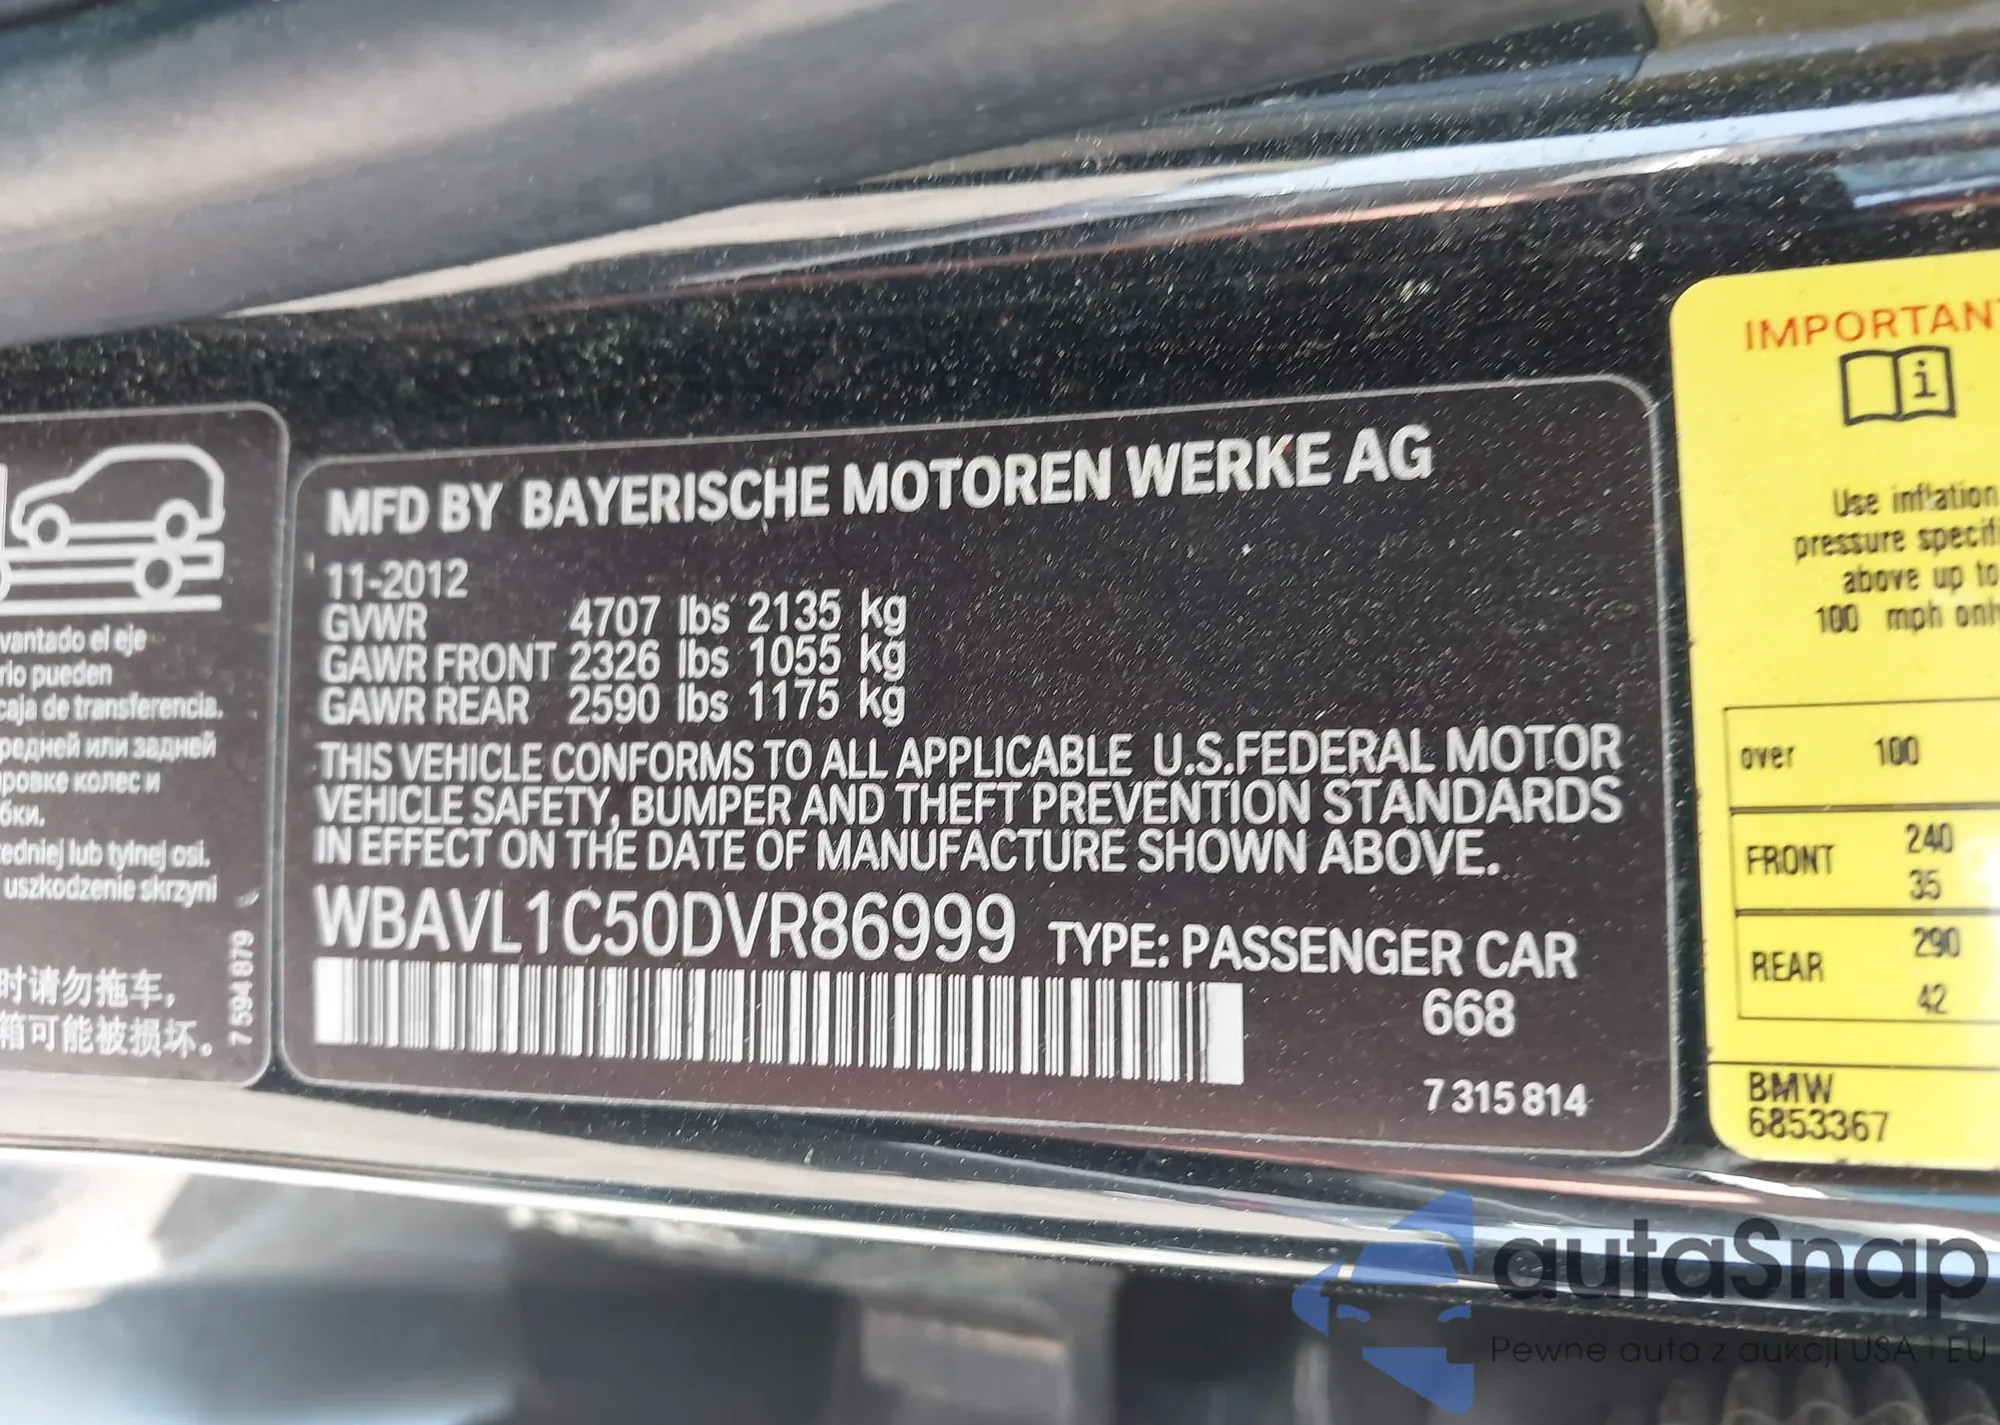 vantado el eje
rio pueden
caja de transferencia.
редней или задней
ровке колес и
бки.
edniej lub tylnej osi.
uszkodzenie skrzyni
时请勿拖车，
箱可能被损坏。
7 594 879
MFD BY BAYERISCHE MOTOREN WERKE AG
11-2012
GVWR 4707 lbs 2135 kg
GAWR FRONT 2326 lbs 1055 kg
GAWR REAR 2590 lbs 1175 kg
THIS VEHICLE CONFORMS TO ALL APPLICABLE U.S.FEDERAL MOTOR
VEHICLE SAFETY, BUMPER AND THEFT PREVENTION STANDARDS
IN EFFECT ON THE DATE OF MANUFACTURE SHOWN ABOVE.
WBAVL1C50DVR86999 TYPE: PASSENGER CAR
668
7 315 814
IMPORTANT
i
Use inflation
pressure specifi
above up to
100 mph only
over 100
FRONT 240
35
REAR 290
42
BMW
6853367
autaSnap
Pewne auta z aukcji USA i EU